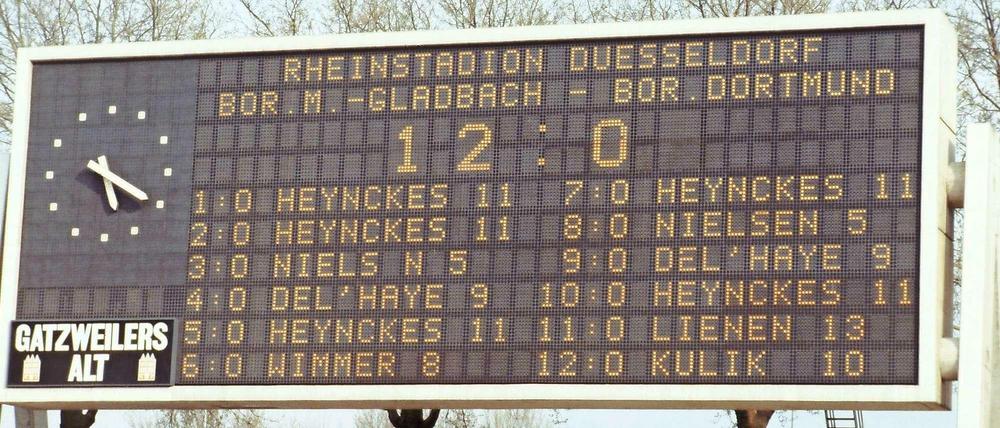 RHEINSTADION DUESSELDORF
BOR.M.-GLADBACH - BOR.DORTMUND
12:0
1:0 HEYNCKES 11 7:0 HEYNCKES 11
2:0 HEYNCKES 11 8:0 NIELSEN 5
3:0 NIELS N 5 9:0 DEL'HAYE 9
4:0 DEL'HAYE 9 10:0 HEYNCKES 11
5:0 HEYNCKES 11 11:0 LIENEN 13
6:0 WIMMER 8 12:0 KULIK 10
GATZWEILERS
ALT